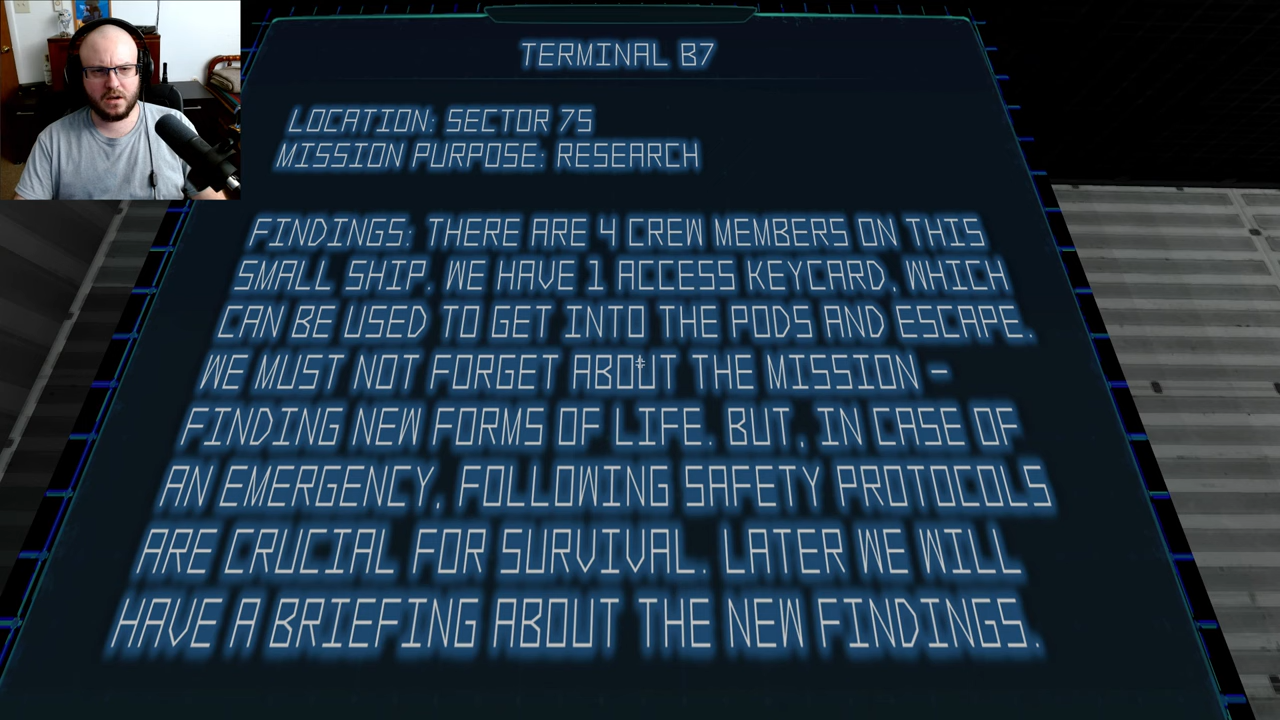 TERMINAL B7
LOCATION: SECTOR 75
MISSION PURPOSE: RESEARCH
FINDINGS: THERE ARE 4 CREW MEMBERS ON THIS
SMALL SHIP. WE HAVE 1 ACCESS KEYCARD, WHICH
CAN BE USED TO GET INTO THE PODS AND ESCAPE.
WE MUST NOT FORGET ABOUT THE MISSION -
FINDING NEW FORMS OF LIFE. BUT, IN CASE OF
AN EMERGENCY, FOLLOWING SAFETY PROTOCOLS
ARE CRUCIAL FOR SURVIVAL. LATER WE WILL
HAVE A BRIEFING ABOUT THE NEW FINDINGS.